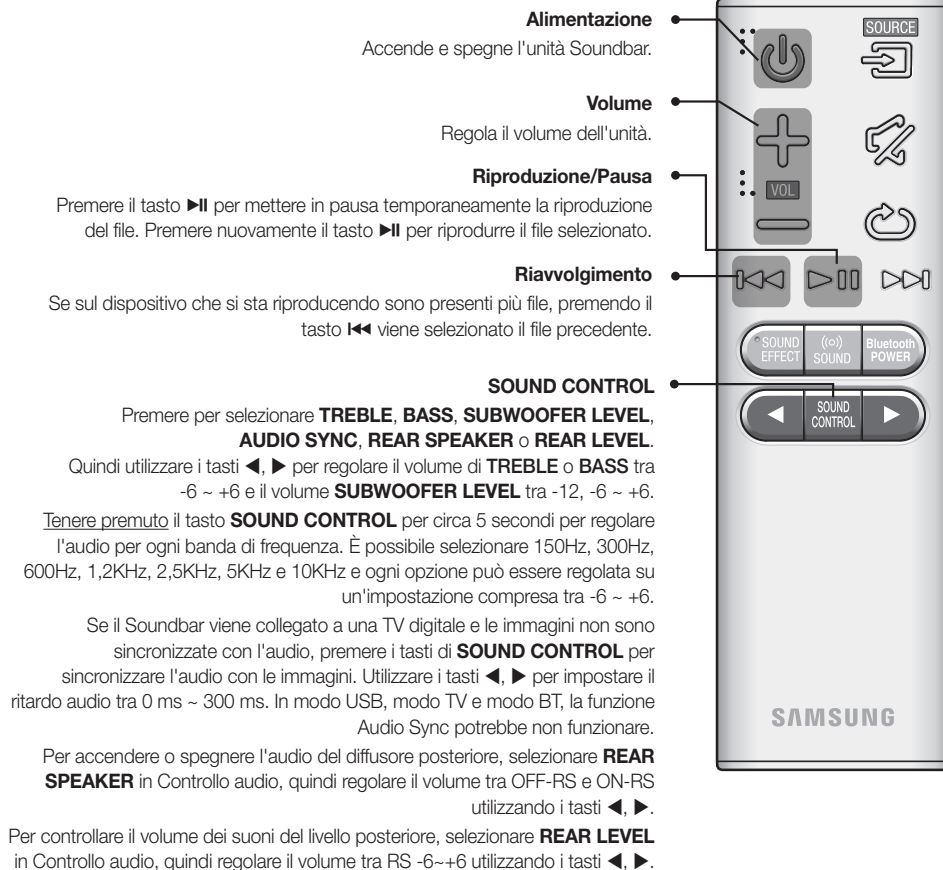 Alimentazione
Accende e spegne l'unità Soundbar.
Volume
Regola il volume dell'unità.
Riproduzione/Pausa
Premere il tasto ►II per mettere in pausa temporaneamente la riproduzione
del file. Premere nuovamente il tasto ►II per riprodurre il file selezionato.
Riavvolgimento
Se sul dispositivo che si sta riproducendo sono presenti più file, premendo il
tasto I◄◄ viene selezionato il file precedente.
SOUND CONTROL
Premere per selezionare TREBLE, BASS, SUBWOOFER LEVEL,
AUDIO SYNC, REAR SPEAKER o REAR LEVEL.
Quindi utilizzare i tasti ◄, ► per regolare il volume di TREBLE o BASS tra
-6 ~ +6 e il volume SUBWOOFER LEVEL tra -12, -6 ~ +6.
Tenere premuto il tasto SOUND CONTROL per circa 5 secondi per regolare
l'audio per ogni banda di frequenza. È possibile selezionare 150Hz, 300Hz,
600Hz, 1,2KHz, 2,5KHz, 5KHz e 10KHz e ogni opzione può essere regolata su
un'impostazione compresa tra -6 ~ +6.
Se il Soundbar viene collegato a una TV digitale e le immagini non sono
sincronizzate con l'audio, premere i tasti di SOUND CONTROL per
sincronizzare l'audio con le immagini. Utilizzare i tasti ◄, ► per impostare il
ritardo audio tra 0 ms ~ 300 ms. In modo USB, modo TV e modo BT, la funzione
Audio Sync potrebbe non funzionare.
Per accendere o spegnere l'audio del diffusore posteriore, selezionare REAR
SPEAKER in Controllo audio, quindi regolare il volume tra OFF-RS e ON-RS
utilizzando i tasti ◄, ►.
Per controllare il volume dei suoni del livello posteriore, selezionare REAR LEVEL
in Controllo audio, quindi regolare il volume tra RS -6~+6 utilizzando i tasti ◄, ►.
SOURCE
VOL
SOUND
EFFECT
SOUND
Bluetooth
POWER
SOUND
CONTROL
SAMSUNG